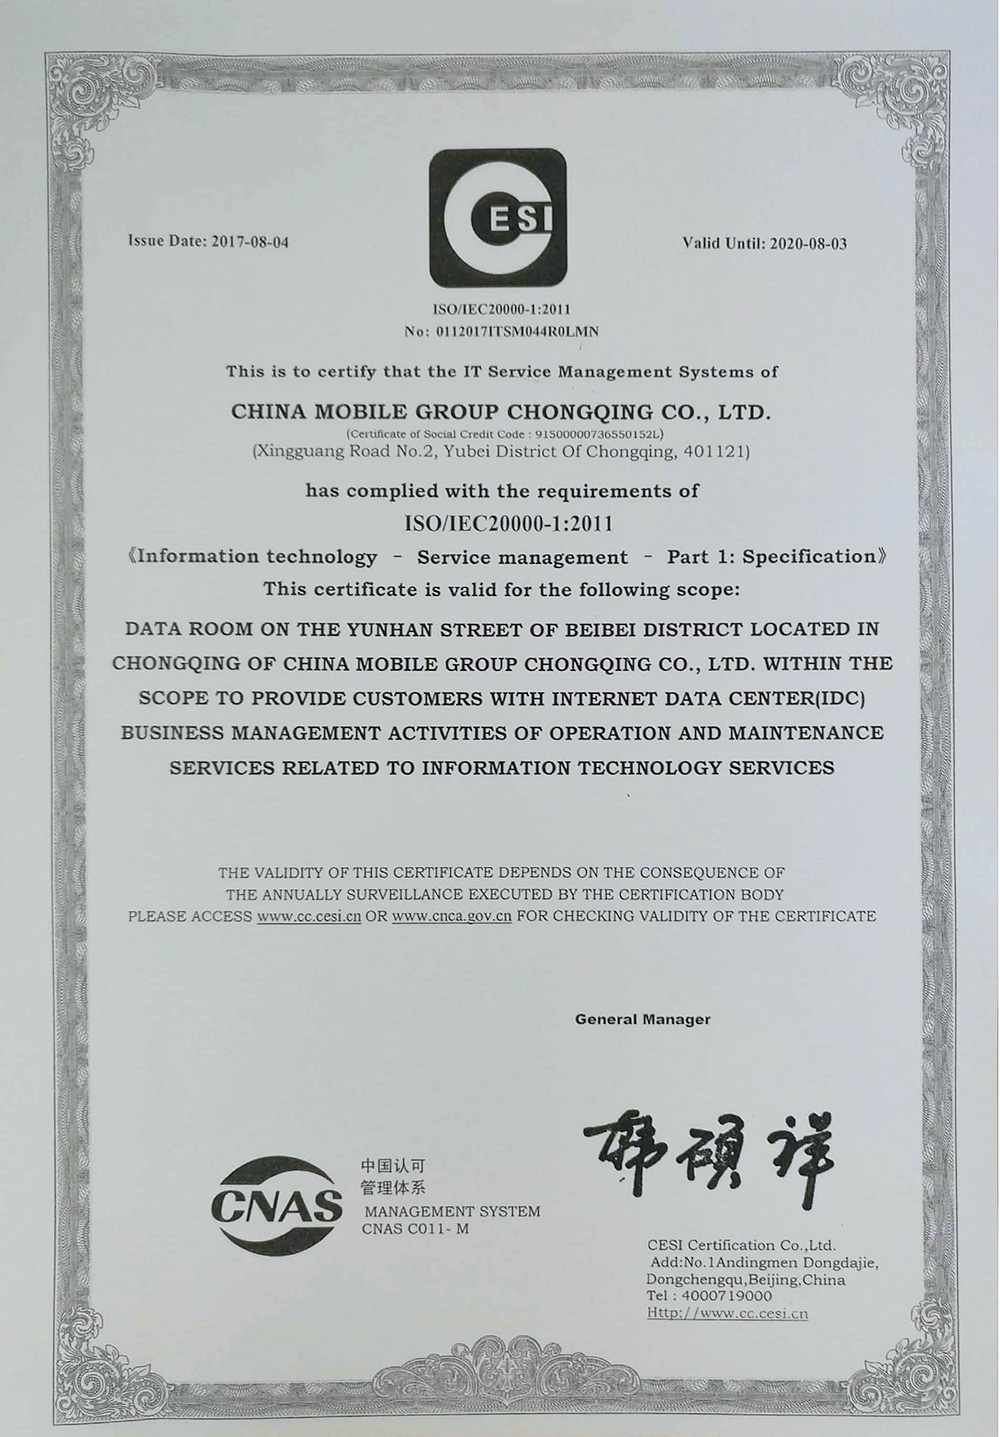 CESI
Issue Date: 2017-08-04
Valid Until: 2020-08-03
ISO/IEC20000-1:2011
No: 0112017ITSM044R0LMN
This is to certify that the IT Service Management Systems of
CHINA MOBILE GROUP CHONGQING CO., LTD.
(Certificate of Social Credit Code : 91500000736550152L)
(Xingguang Road No.2, Yubei District Of Chongqing, 401121)
has complied with the requirements of
ISO/IEC20000-1:2011
《Information technology － Service management － Part 1: Specification》
This certificate is valid for the following scope:
DATA ROOM ON THE YUNHAN STREET OF BEIBEI DISTRICT LOCATED IN
CHONGQING OF CHINA MOBILE GROUP CHONGQING CO., LTD. WITHIN THE
SCOPE TO PROVIDE CUSTOMERS WITH INTERNET DATA CENTER(IDC)
BUSINESS MANAGEMENT ACTIVITIES OF OPERATION AND MAINTENANCE
SERVICES RELATED TO INFORMATION TECHNOLOGY SERVICES
THE VALIDITY OF THIS CERTIFICATE DEPENDS ON THE CONSEQUENCE OF
THE ANNUALLY SURVEILLANCE EXECUTED BY THE CERTIFICATION BODY
PLEASE ACCESS www.cc.cesi.cn OR www.cnca.gov.cn FOR CHECKING VALIDITY OF THE CERTIFICATE
General Manager
韩硕祥
CNAS
中国认可
管理体系
MANAGEMENT SYSTEM
CNAS C011- M
CESI Certification Co.,Ltd.
Add:No.1Andingmen Dongdajie,
Dongchengqu,Beijing,China
Tel : 4000719000
Http://www.cc.cesi.cn